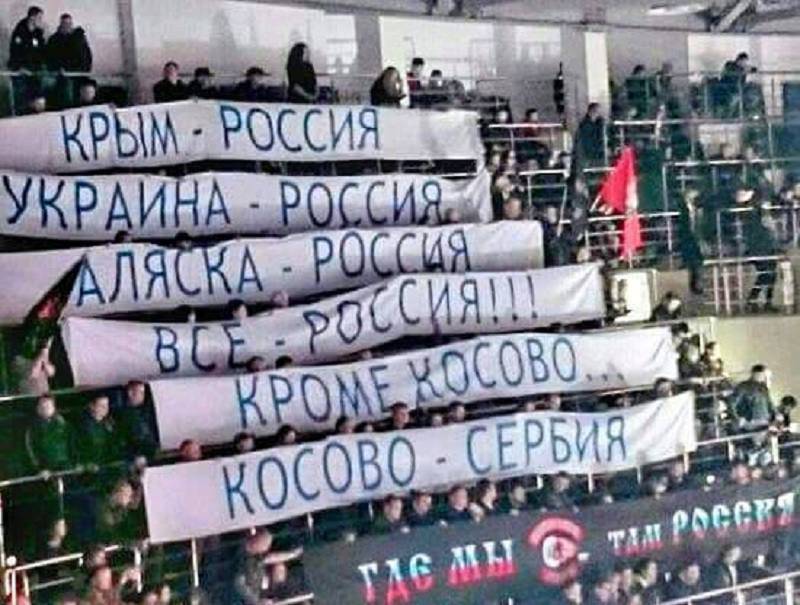 КРЫМ - РОССИЯ
УКРАИНА - РОССИЯ
АЛЯСКА - РОССИЯ
ВСЕ - РОССИЯ!!!
КРОМЕ КОСОВО...
КОСОВО - СЕРБИЯ
ГДЕ МЫ - ТАМ РОССИЯ